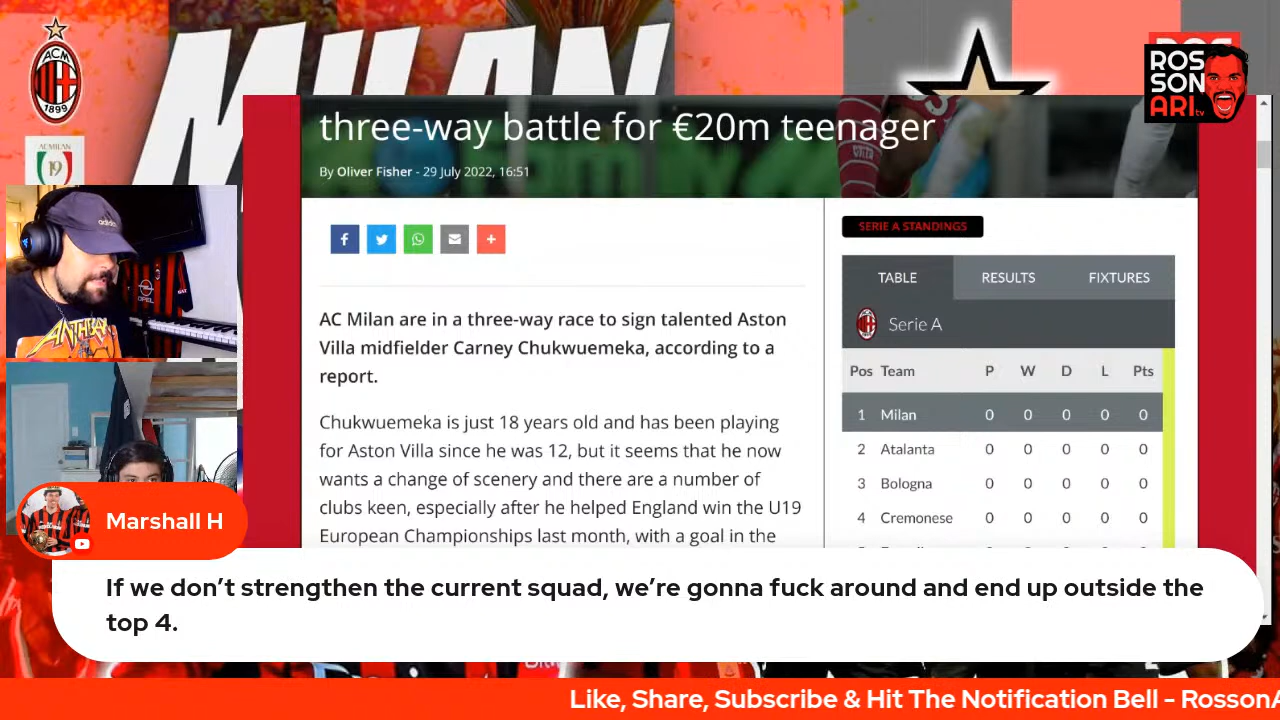 MILAN
ACM
1899
AC MILAN
19
ROS
SON
ARI tv
three-way battle for €20m teenager
By Oliver Fisher - 29 July 2022, 16:51
AC Milan are in a three-way race to sign talented Aston
Villa midfielder Carney Chukwuemeka, according to a
report.
Chukwuemeka is just 18 years old and has been playing
for Aston Villa since he was 12, but it seems that he now
wants a change of scenery and there are a number of
clubs keen, especially after he helped England win the U19
European Championships last month, with a goal in the
SERIE A STANDINGS
TABLE RESULTS FIXTURES
Serie A
Pos Team P W D L Pts
1 Milan 0 0 0 0 0
2 Atalanta 0 0 0 0 0
3 Bologna 0 0 0 0 0
4 Cremonese 0 0 0 0 0
adidas
OPEL
ANTHRAX
Marshall H
If we don’t strengthen the current squad, we’re gonna fuck around and end up outside the
top 4.
Like, Share, Subscribe & Hit The Notification Bell - RossonA